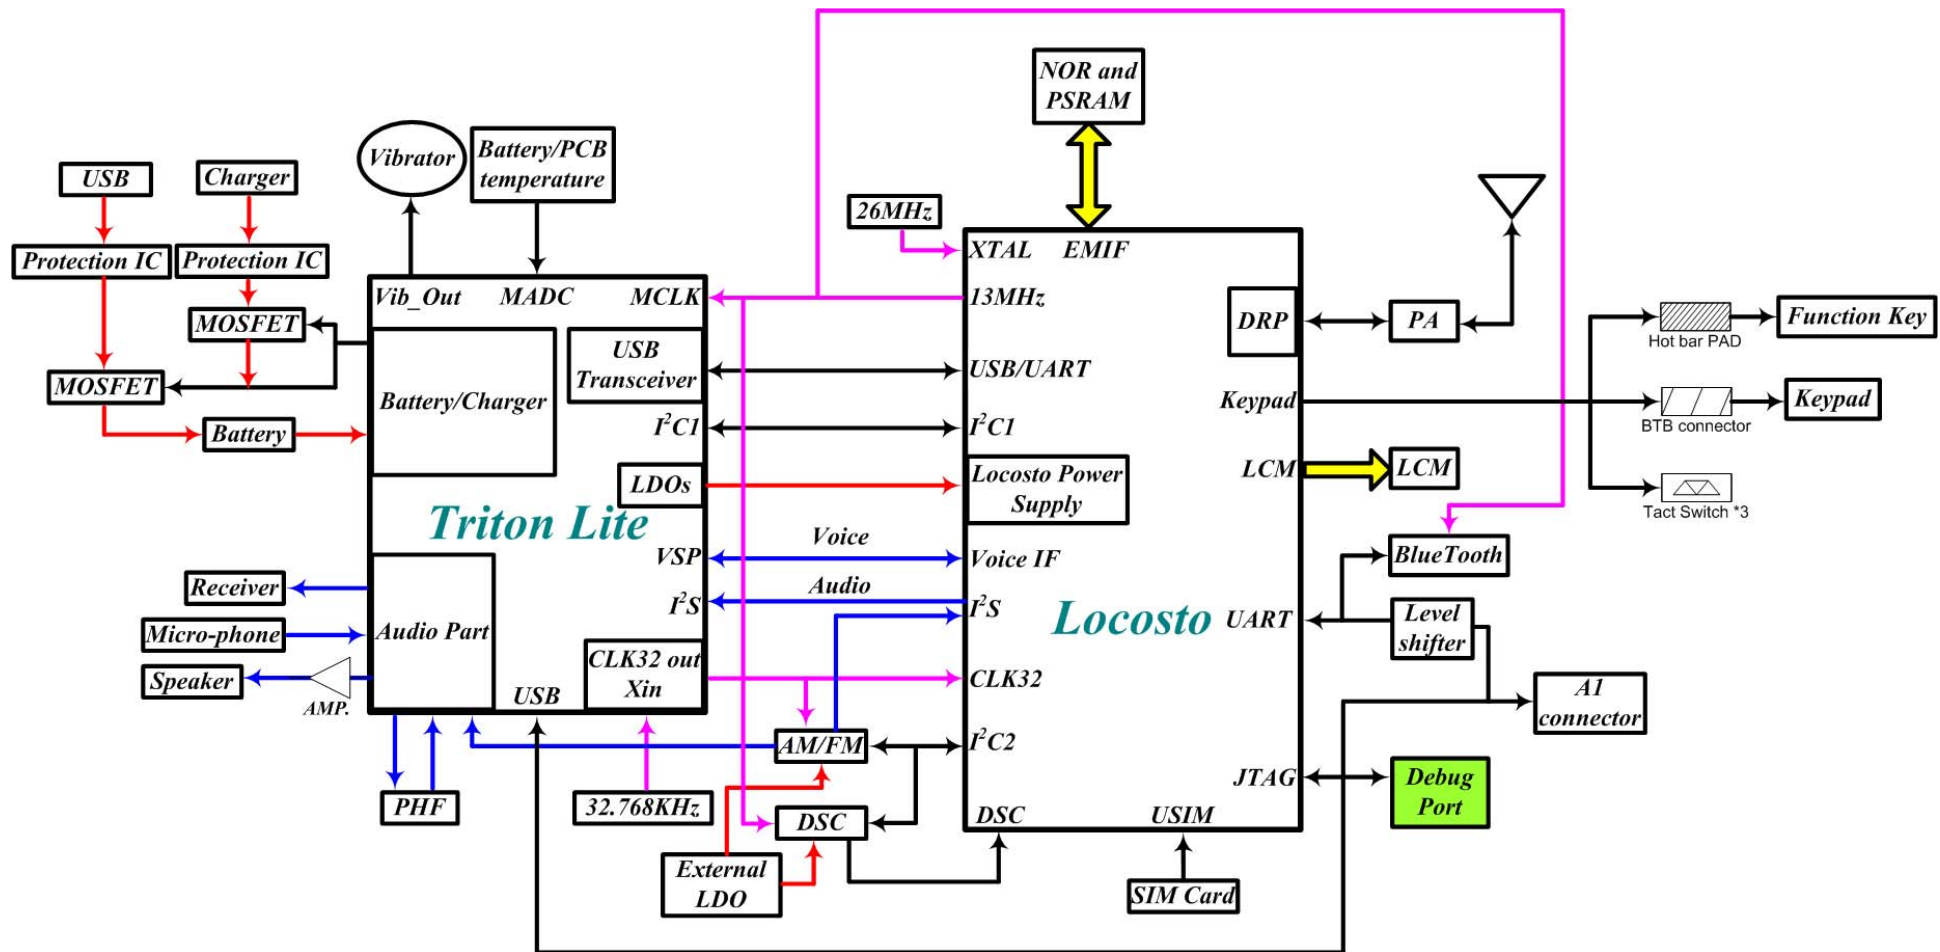 NOR and
PSRAM
Vibrator
Battery/PCB
temperature
USB
Charger
26MHz
Protection IC
Protection IC
XTAL
EMIF
Vib_Out
MADC
MCLK
13MHz
MOSFET
DRP
PA
Hot bar PAD
Function Key
USB
Transceiver
USB/UART
MOSFET
Battery/Charger
Keypad
BTB connector
Keypad
Battery
I²C1
I²C1
LDOs
Locosto Power
Supply
LCM
LCM
Tact Switch *3
Triton Lite
Voice
VSP
Voice IF
BlueTooth
Receiver
Audio
I²S
I²S
Micro-phone
Audio Part
Locosto
UART
Level
shifter
Speaker
AMP.
CLK32 out
Xin
CLK32
USB
A1
connector
AM/FM
I²C2
JTAG
Debug
Port
PHF
32.768KHz
DSC
DSC
USIM
External
LDO
SIM Card